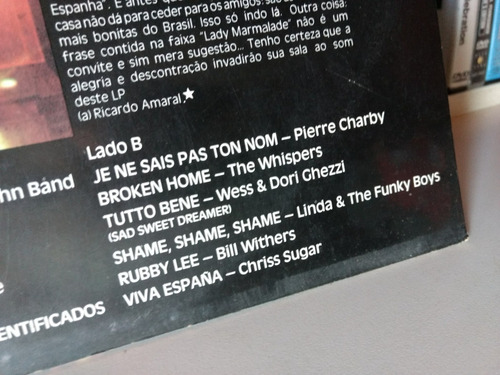 Espanha". E antes que
casa não dá para ceder para os amigos: são as
mais bonitas do Brasil. Isso só indo lá. Outra coisa:
frase contida na faixa "Lady Marmalade" não é um
convite e sim mera sugestão... Tenho certeza que a
alegria e descontração invadirão sua sala ao som
deste LP
(a) Ricardo Amaral★
Lado B
JE NE SAIS PAS TON NOM – Pierre Charby
hn Band BROKEN HOME – The Whispers
TUTTO BENE – Wess & Dori Ghezzi
(SAD SWEET DREAMER)
SHAME, SHAME, SHAME – Linda & The Funky Boys
RUBBY LEE – Bill Withers
ENTIFICADOS VIVA ESPAÑA – Chriss Sugar